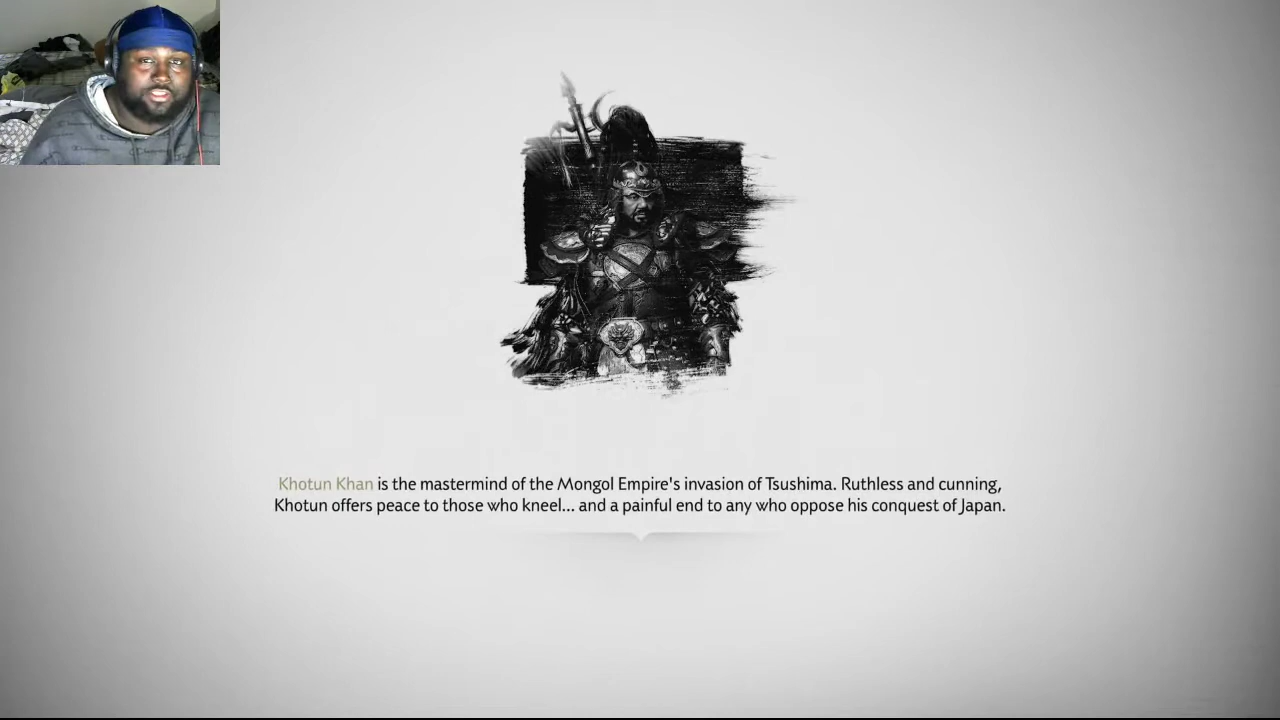 Khotun Khan is the mastermind of the Mongol Empire's invasion of Tsushima. Ruthless and cunning,
Khotun offers peace to those who kneel... and a painful end to any who oppose his conquest of Japan.